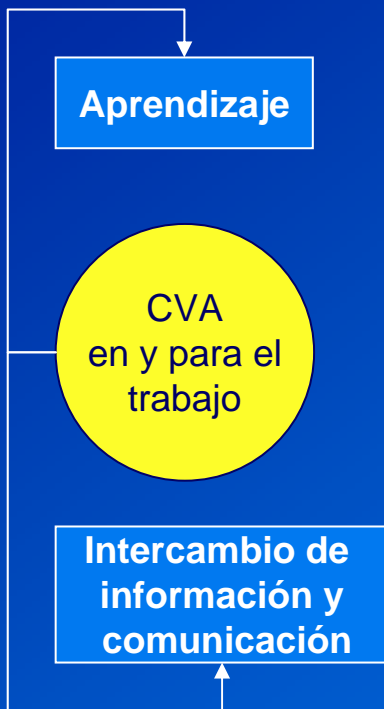 Aprendizaje
CVA
en y para el
trabajo
Intercambio de
información y
comunicación